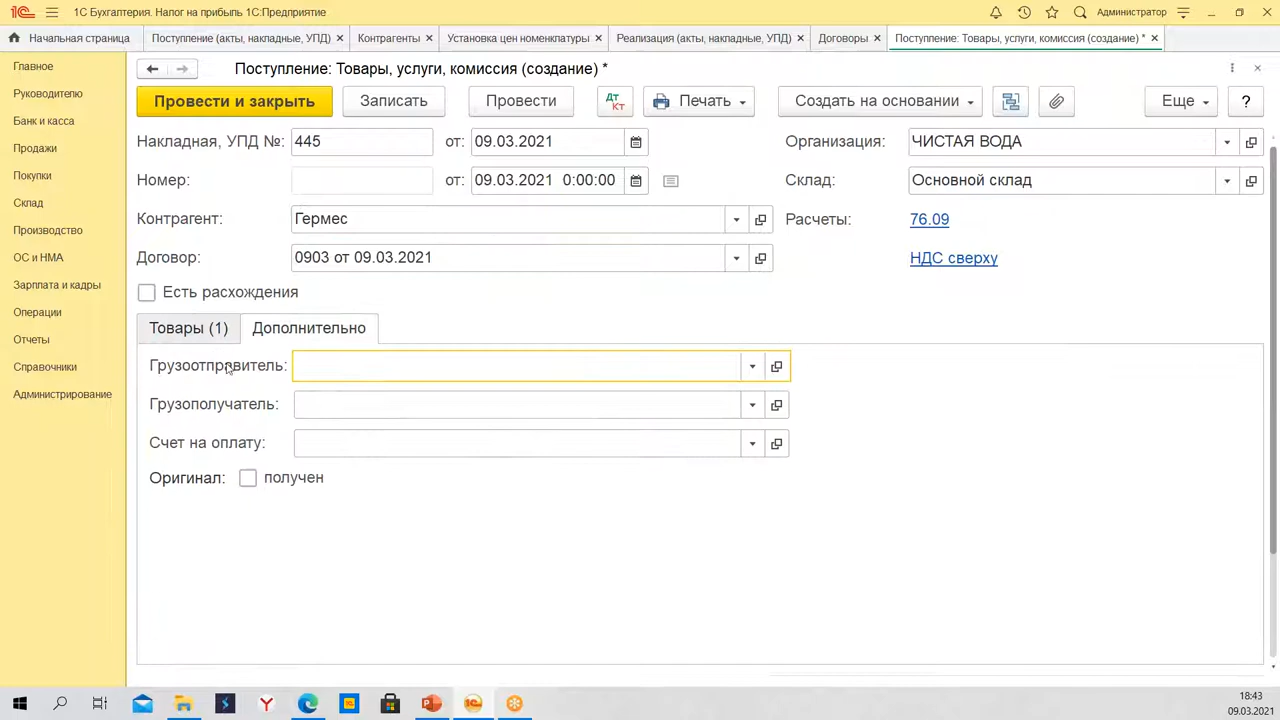 1С Бухгалтерия. Налог на прибыль 1С:Предприятие
Администратор
Начальная страница
Поступление (акты, накладные, УПД) ×
Контрагенты ×
Установка цен номенклатуры ×
Реализация (акты, накладные, УПД) ×
Договоры ×
Поступление: Товары, услуги, комиссия (создание) * ×
Главное
Руководителю
Банк и касса
Продажи
Покупки
Склад
Производство
ОС и НМА
Зарплата и кадры
Операции
Отчеты
Справочники
Администрирование
Поступление: Товары, услуги, комиссия (создание) *
Провести и закрыть
Записать
Провести
Дт
Кт
Печать
Создать на основании
Еще
?
Накладная, УПД №: 445 от: 09.03.2021
Организация: ЧИСТАЯ ВОДА
Номер: от: 09.03.2021 0:00:00
Склад: Основной склад
Контрагент: Гермес
Расчеты: 76.09
Договор: 0903 от 09.03.2021
НДС сверху
Есть расхождения
Товары (1)
Дополнительно
Грузоотправитель:
Грузополучатель:
Счет на оплату:
Оригинал: получен
18:43
09.03.2021